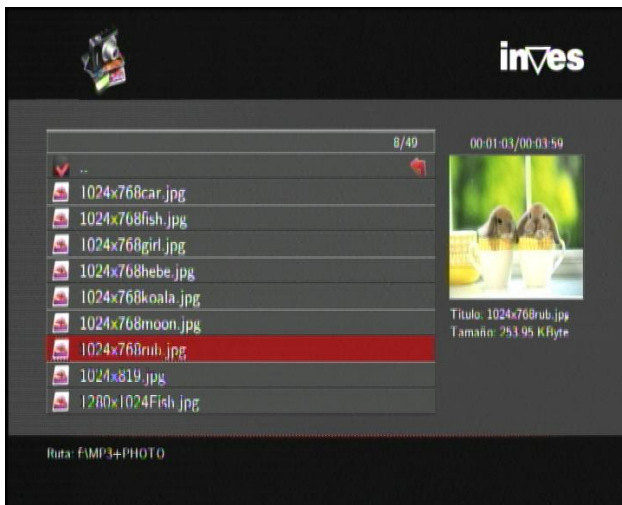 inves
8/49
00:01:03/00:03:59
..
1024x768car.jpg
1024x768fish.jpg
1024x768girl.jpg
1024x768hebe.jpg
1024x768koala.jpg
1024x768moon.jpg
1024x768rub.jpg
1024x819.jpg
1280x1024Fish.jpg
Título: 1024x768rub.jpg
Tamaño: 253.95 KByte
Ruta: f:\MP3+PHOTO